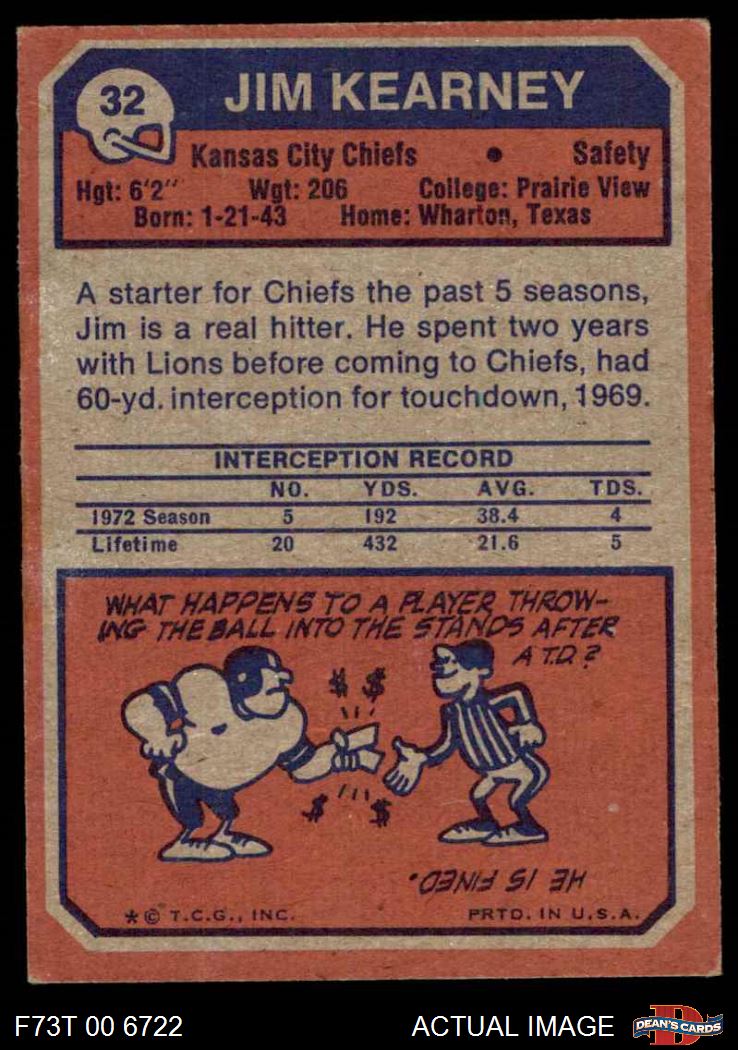 32
JIM KEARNEY
Kansas City Chiefs • Safety
Hgt: 6'2" Wgt: 206 College: Prairie View
Born: 1-21-43 Home: Wharton, Texas
A starter for Chiefs the past 5 seasons,
Jim is a real hitter. He spent two years
with Lions before coming to Chiefs, had
60-yd. interception for touchdown, 1969.
INTERCEPTION RECORD
NO. YDS. AVG. TDS.
1972 Season 5 192 38.4 4
Lifetime 20 432 21.6 5
WHAT HAPPENS TO A PLAYER THROW-
ING THE BALL INTO THE STANDS AFTER
A T.D.?
$ $
$ $
HE IS FINED.
* © T.C.G., INC. PRTD. IN U.S.A.
F73T 00 6722 ACTUAL IMAGE
D
DEAN'S CARDS